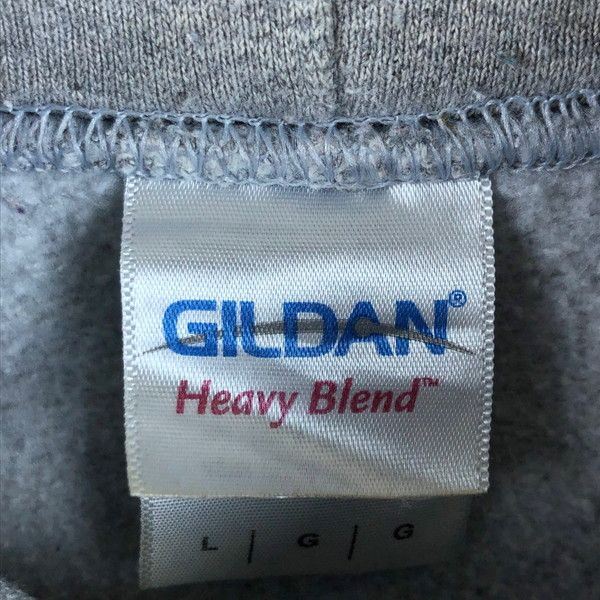 GILDAN®
Heavy Blend™
L | G | G